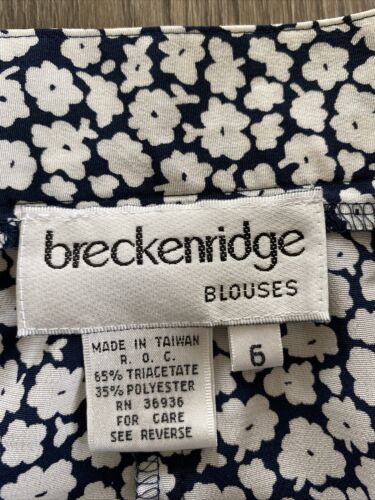 breckenridge
BLOUSES
MADE IN TAIWAN
R. O. C.
65% TRIACETATE
35% POLYESTER
RN 36936
FOR CARE
SEE REVERSE
6